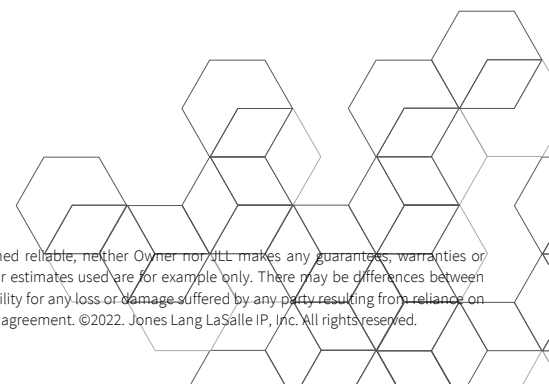 ned reliable, neither Owner nor JLL makes any guarantees, warranties or
r estimates used are for example only. There may be differences between
ility for any loss or damage suffered by any party resulting from reliance on
agreement. ©2022. Jones Lang LaSalle IP, Inc. All rights reserved.